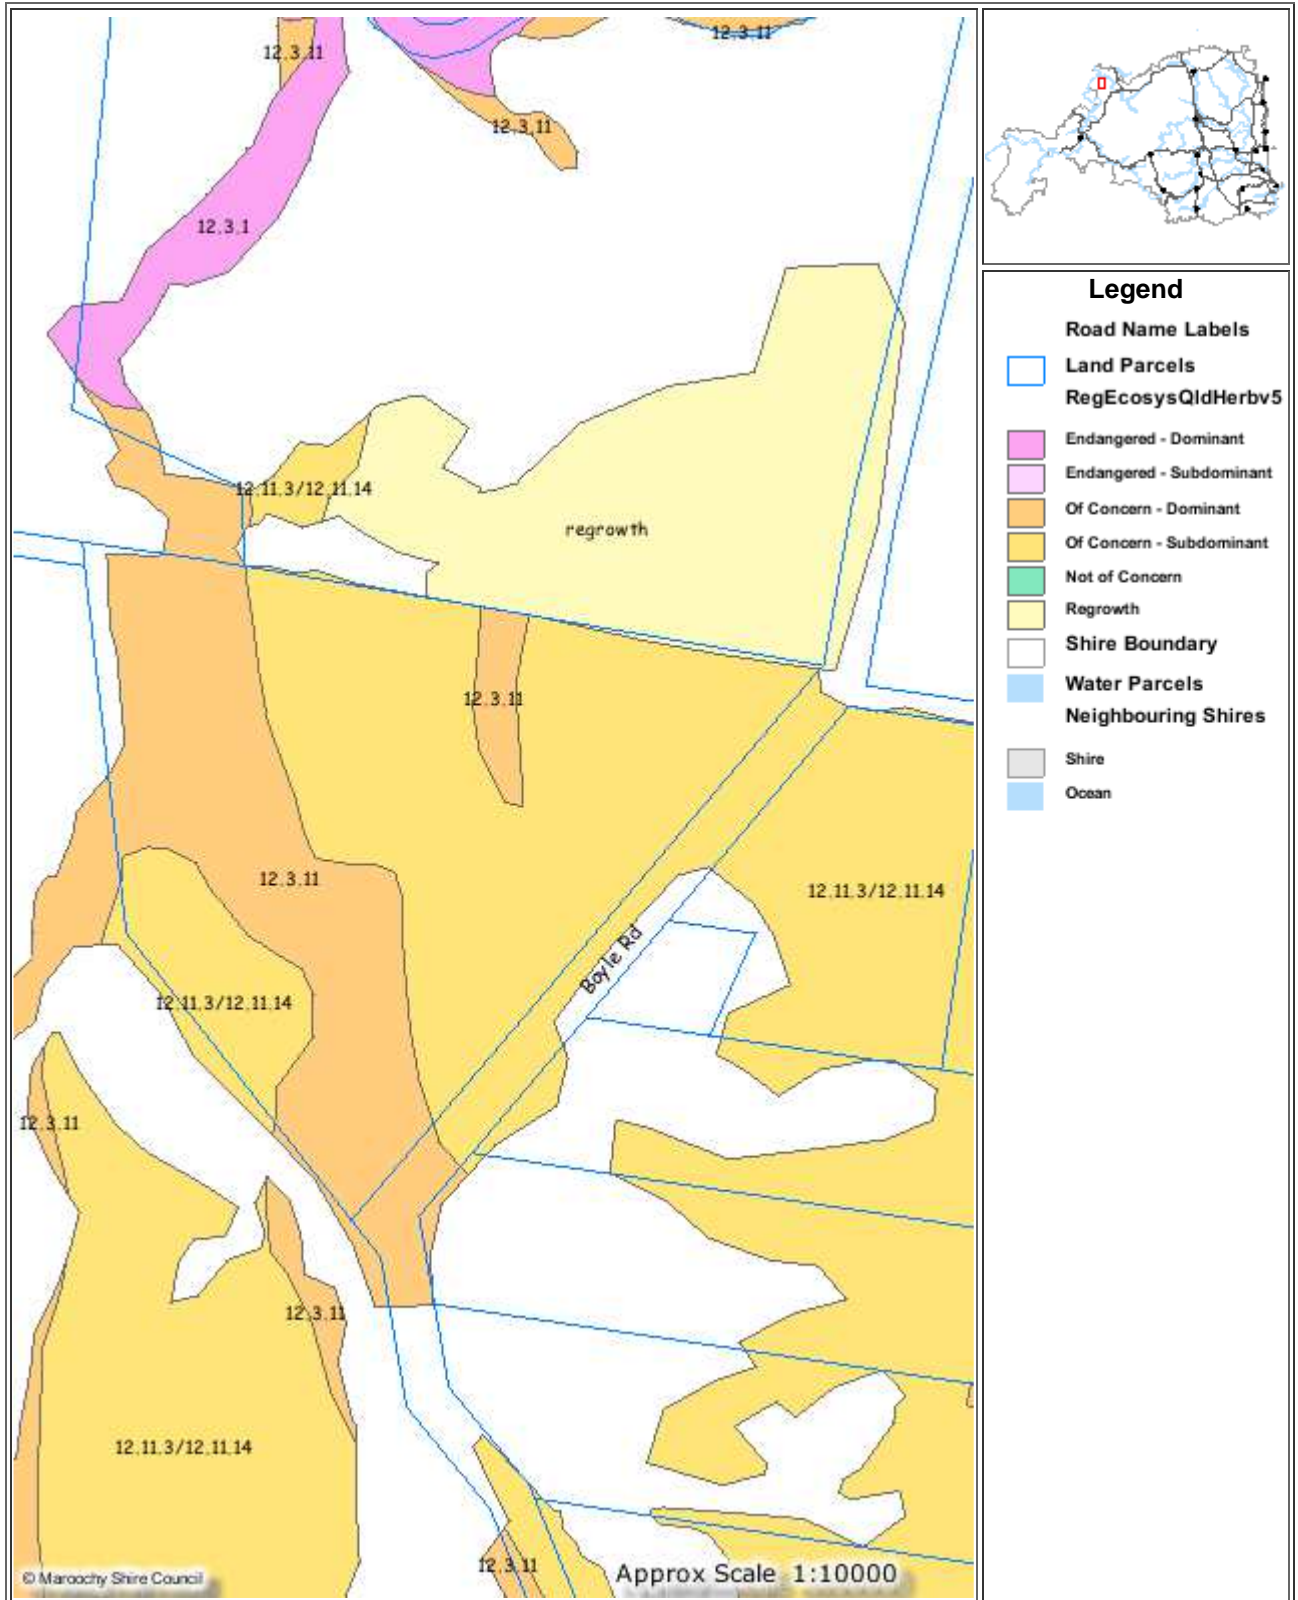 12.3.11
12.3.11
12.3.11
12.3.1
12.11.3/12.11.14
regrowth
12.3.11
12.3.11
12.11.3/12.11.14
Boyle Rd
12.11.3/12.11.14
12.3.11
12.3.11
12.11.3/12.11.14
12.3.11
© Maroochy Shire Council
Approx Scale 1:10000
Legend
Road Name Labels
Land Parcels
RegEcosysQldHerbv5
Endangered - Dominant
Endangered - Subdominant
Of Concern - Dominant
Of Concern - Subdominant
Not of Concern
Regrowth
Shire Boundary
Water Parcels
Neighbouring Shires
Shire
Ocean